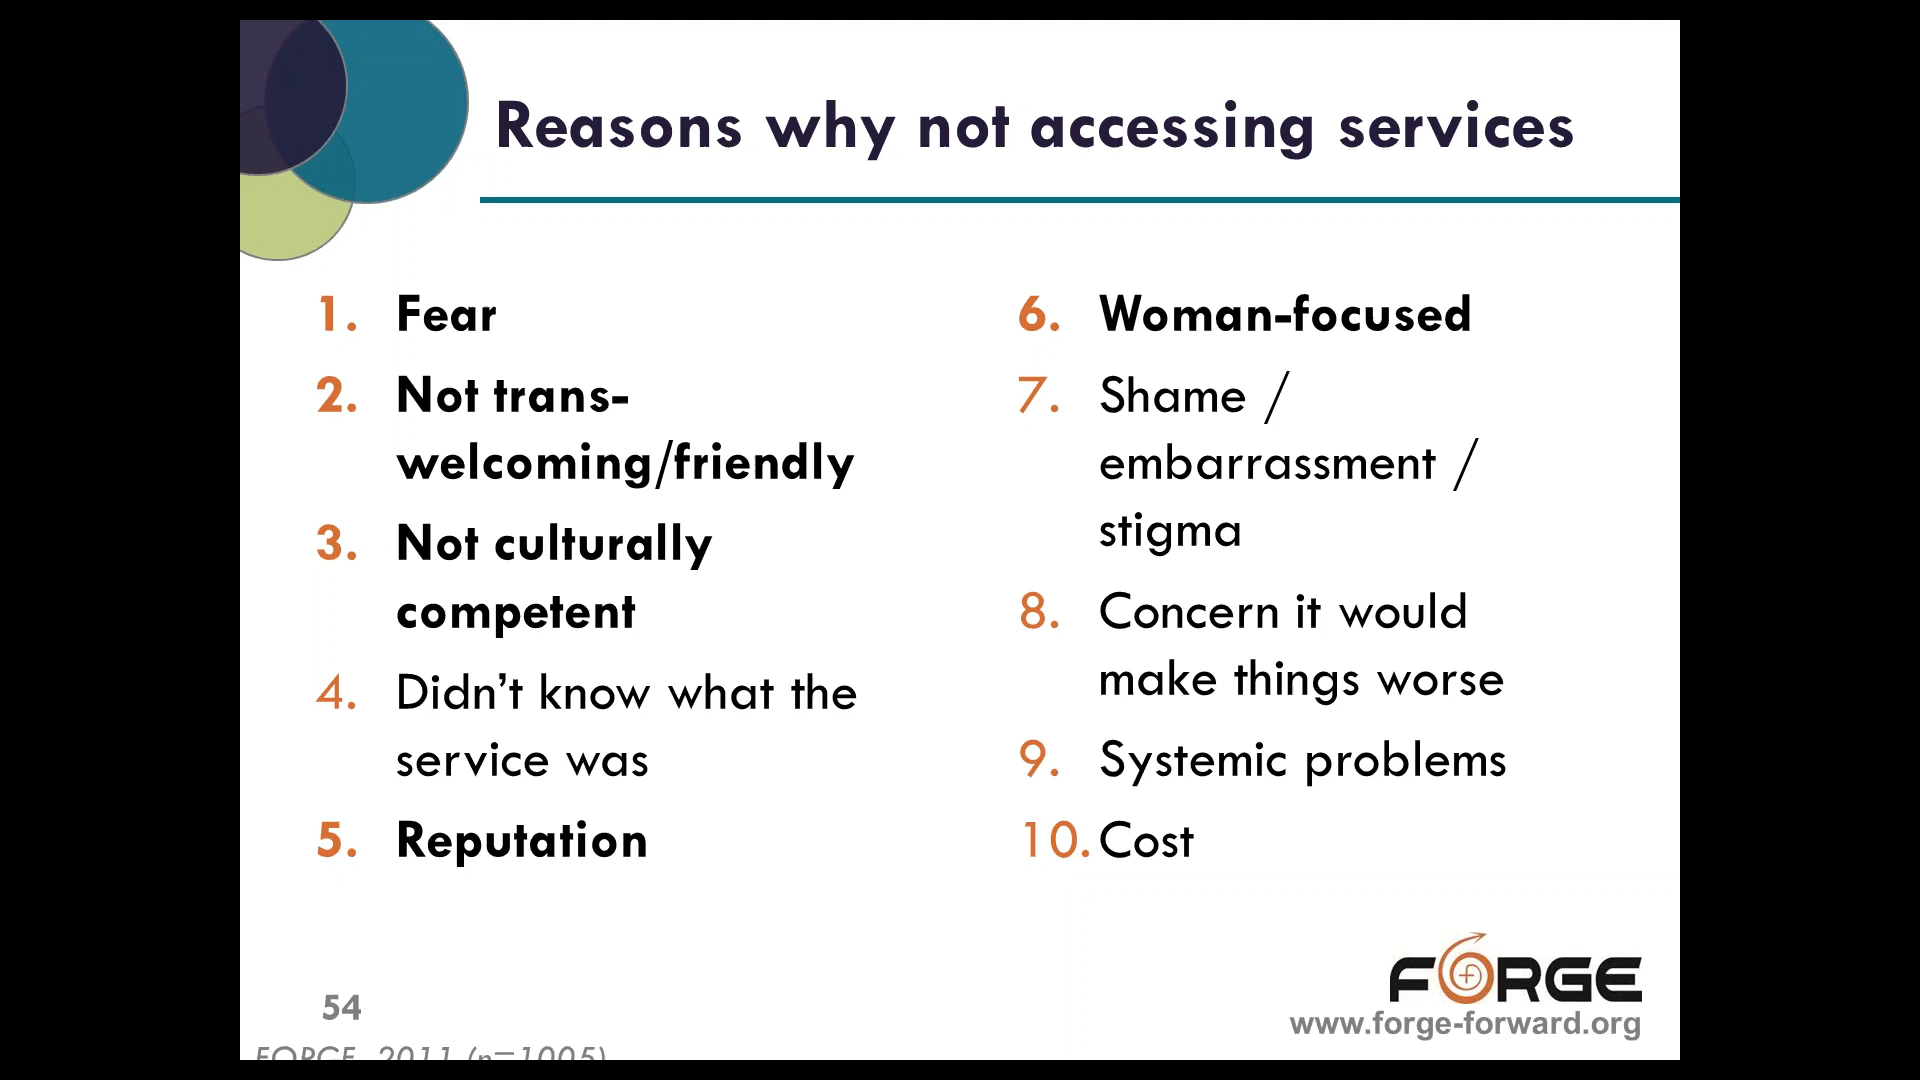 Reasons why not accessing services
1. Fear
2. Not trans-
welcoming/friendly
3. Not culturally
competent
4. Didn’t know what the
service was
5. Reputation
6. Woman-focused
7. Shame /
embarrassment /
stigma
8. Concern it would
make things worse
9. Systemic problems
10. Cost
FORGE
www.forge-forward.org
54
FORGE, 2011 (n=1005)